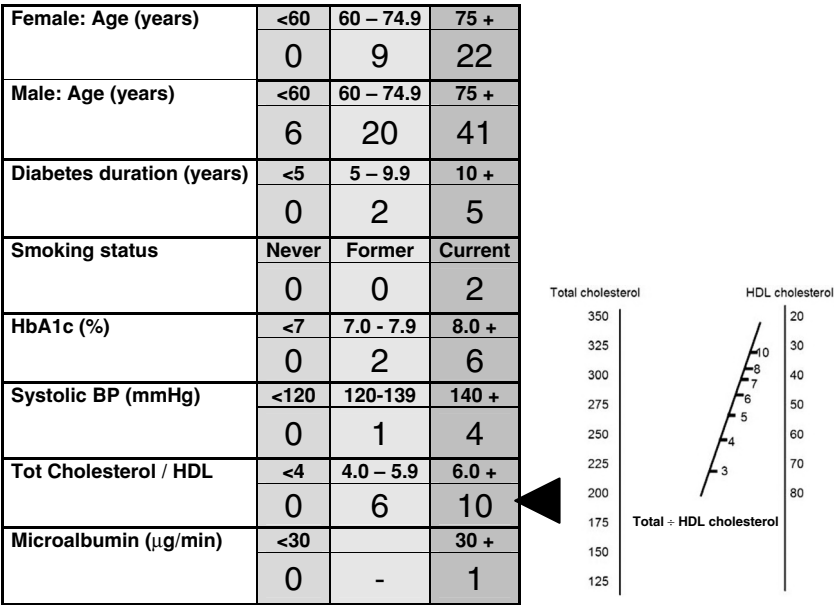 Female: Age (years) <60 60 – 74.9 75 +
0 9 22
Male: Age (years) <60 60 – 74.9 75 +
6 20 41
Diabetes duration (years) <5 5 – 9.9 10 +
0 2 5
Smoking status Never Former Current
0 0 2
HbA1c (%) <7 7.0 - 7.9 8.0 +
0 2 6
Systolic BP (mmHg) <120 120-139 140 +
0 1 4
Tot Cholesterol / HDL <4 4.0 – 5.9 6.0 +
0 6 10
Microalbumin (μg/min) <30 30 +
0 - 1
Total cholesterol
350
325
300
275
250
225
200
175
150
125
10
8
7
6
5
4
3
Total ÷ HDL cholesterol
HDL cholesterol
20
30
40
50
60
70
80